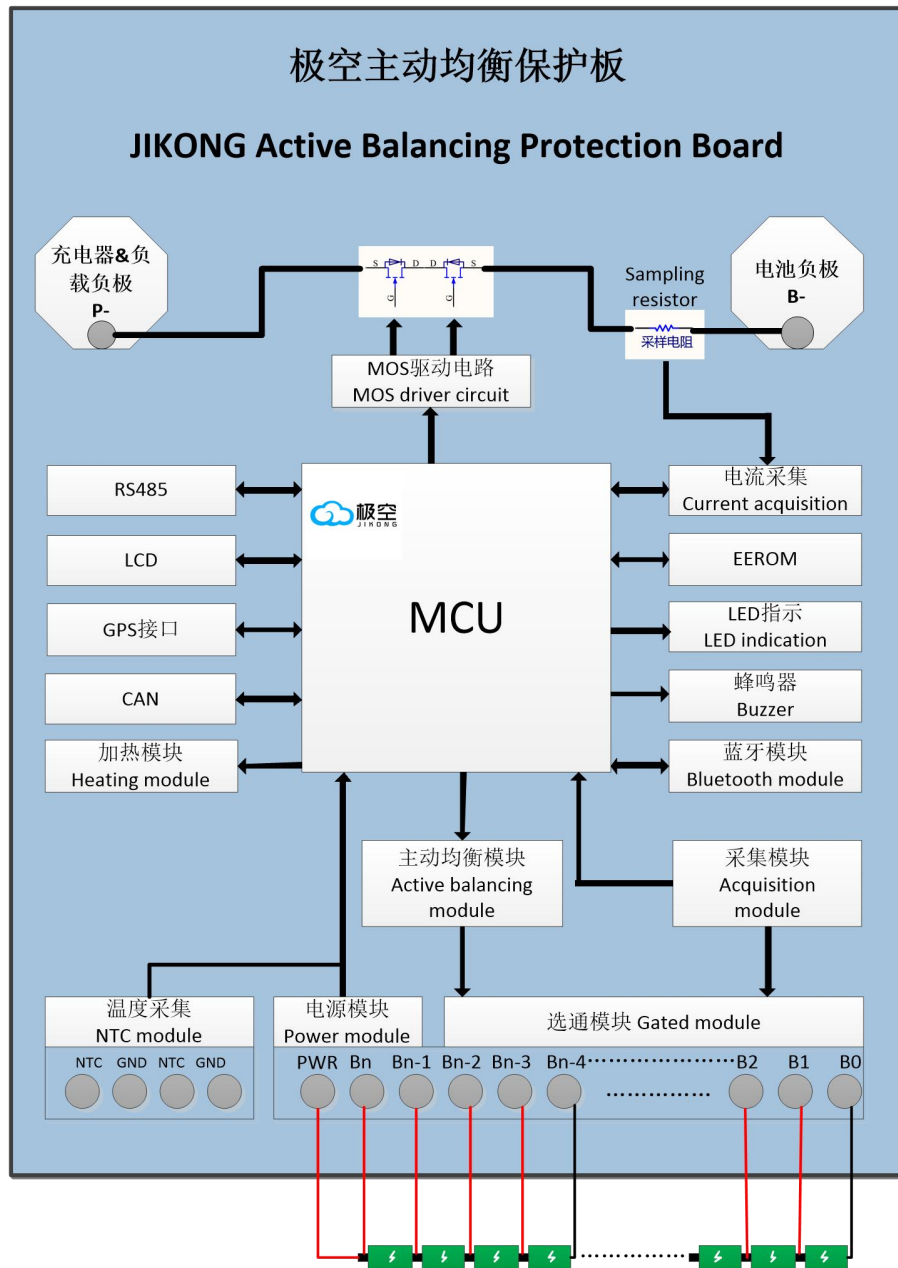 极空主动均衡保护板
JIKONG Active Balancing Protection Board
充电器&负
载负极
P-
S D D S
G G
Sampling
resistor
采样电阻
电池负极
B-
MOS驱动电路
MOS driver circuit
RS485
LCD
GPS接口
CAN
加热模块
Heating module
极空
JIKONG
MCU
电流采集
Current acquisition
EEROM
LED指示
LED indication
蜂鸣器
Buzzer
蓝牙模块
Bluetooth module
主动均衡模块
Active balancing
module
采集模块
Acquisition
module
温度采集
NTC module
NTC GND NTC GND
电源模块
Power module
选通模块 Gated module
PWR Bn Bn-1 Bn-2 Bn-3 Bn-4 B2 B1 B0